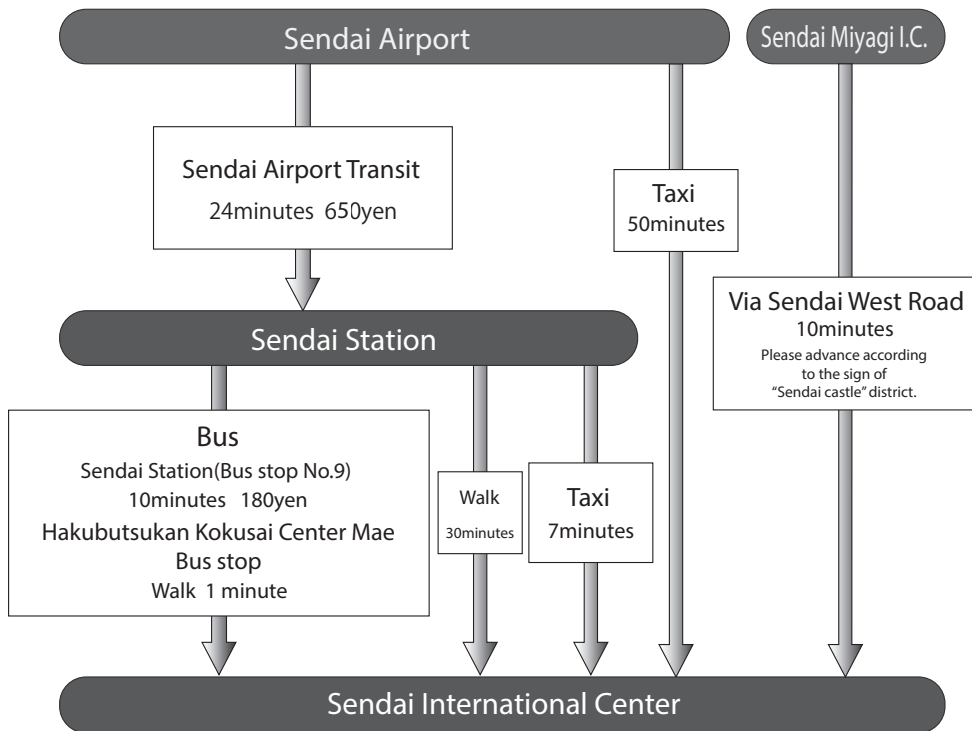 Sendai Airport
Sendai Miyagi I.C.
Sendai Airport Transit
24minutes 650yen
Taxi
50minutes
Via Sendai West Road
10minutes
Please advance according
to the sign of
"Sendai castle" district.
Sendai Station
Bus
Sendai Station(Bus stop No.9)
10minutes 180yen
Hakubutsukan Kokusai Center Mae
Bus stop
Walk 1 minute
Walk
30minutes
Taxi
7minutes
Sendai International Center